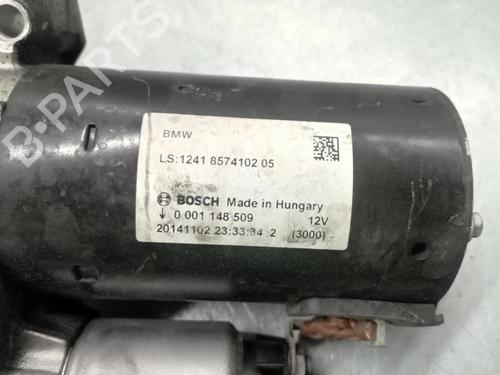 BMW
LS:1241 8574102 05
BOSCH Made in Hungary
↓ 0 001 148 509 12V
20141102 23:33:34 2 (3000)
B-PARTS